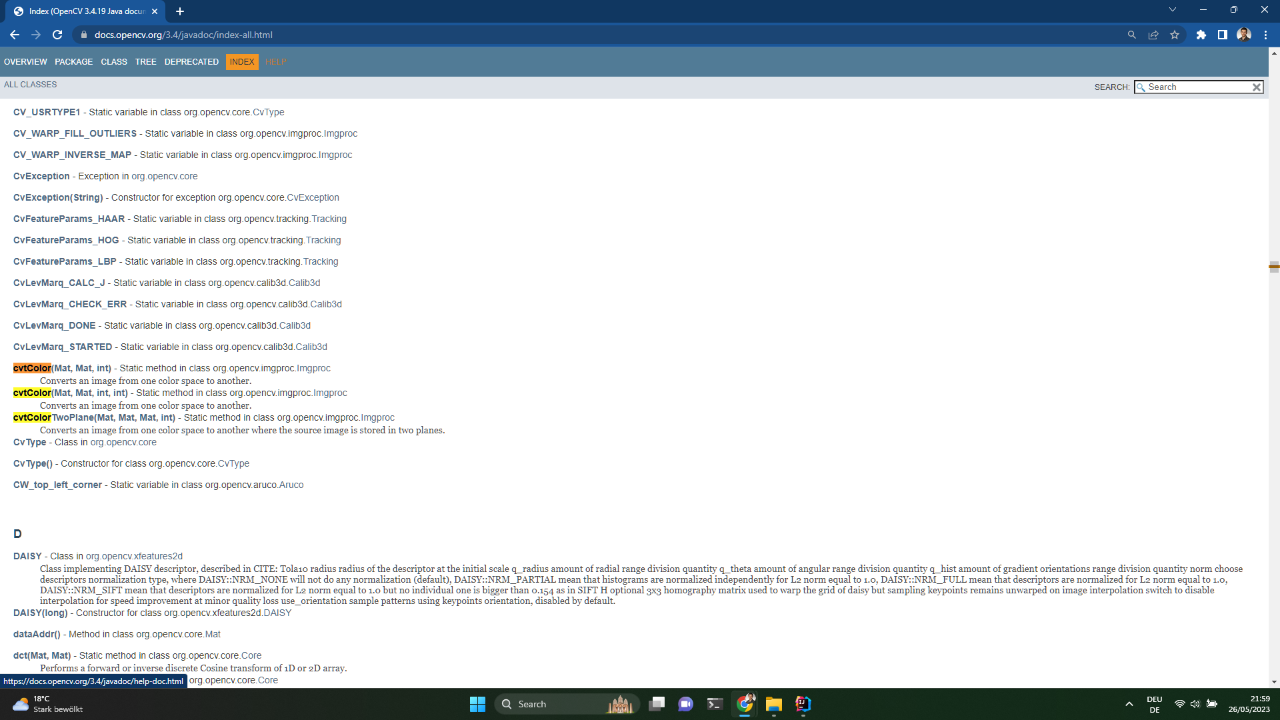 Index (OpenCV 3.4.19 Java docur
docs.opencv.org/3.4/javadoc/index-all.html
OVERVIEW PACKAGE CLASS TREE DEPRECATED INDEX HELP
ALL CLASSES
SEARCH: Search
CV_USRTYPE1 - Static variable in class org.opencv.core.CvType
CV_WARP_FILL_OUTLIERS - Static variable in class org.opencv.imgproc.Imgproc
CV_WARP_INVERSE_MAP - Static variable in class org.opencv.imgproc.Imgproc
CvException - Exception in org.opencv.core
CvException(String) - Constructor for exception org.opencv.core.CvException
CvFeatureParams_HAAR - Static variable in class org.opencv.tracking.Tracking
CvFeatureParams_HOG - Static variable in class org.opencv.tracking.Tracking
CvFeatureParams_LBP - Static variable in class org.opencv.tracking.Tracking
CvLevMarq_CALC_J - Static variable in class org.opencv.calib3d.Calib3d
CvLevMarq_CHECK_ERR - Static variable in class org.opencv.calib3d.Calib3d
CvLevMarq_DONE - Static variable in class org.opencv.calib3d.Calib3d
CvLevMarq_STARTED - Static variable in class org.opencv.calib3d.Calib3d
cvtColor(Mat, Mat, int) - Static method in class org.opencv.imgproc.Imgproc
Converts an image from one color space to another.
cvtColor(Mat, Mat, int, int) - Static method in class org.opencv.imgproc.Imgproc
Converts an image from one color space to another.
cvtColorTwoPlane(Mat, Mat, Mat, int) - Static method in class org.opencv.imgproc.Imgproc
Converts an image from one color space to another where the source image is stored in two planes.
CvType - Class in org.opencv.core
CvType() - Constructor for class org.opencv.core.CvType
CW_top_left_corner - Static variable in class org.opencv.aruco.Aruco
D
DAISY - Class in org.opencv.xfeatures2d
Class implementing DAISY descriptor, described in CITE: Tola10 radius radius of the descriptor at the initial scale q_radius amount of radial range division quantity q_theta amount of angular range division quantity q_hist amount of gradient orientations range division quantity norm choose
descriptors normalization type, where DAISY::NRM_NONE will not do any normalization (default), DAISY::NRM_PARTIAL mean that histograms are normalized independently for L2 norm equal to 1.0, DAISY::NRM_FULL mean that descriptors are normalized for L2 norm equal to 1.0,
DAISY::NRM_SIFT mean that descriptors are normalized for L2 norm equal to 1.0 but no individual one is bigger than 0.154 as in SIFT H optional 3x3 homography matrix used to warp the grid of daisy but sampling keypoints remains unwarped on image interpolation switch to disable
interpolation for speed improvement at minor quality loss use_orientation sample patterns using keypoints orientation, disabled by default.
DAISY(long) - Constructor for class org.opencv.xfeatures2d.DAISY
dataAddr() - Method in class org.opencv.core.Mat
dct(Mat, Mat) - Static method in class org.opencv.core.Core
Performs a forward or inverse discrete Cosine transform of 1D or 2D array.
https://docs.opencv.org/3.4/javadoc/help-doc.html org.opencv.core.Core
18°C
Stark bewölkt
Search
DEU
DE
21:59
26/05/2023